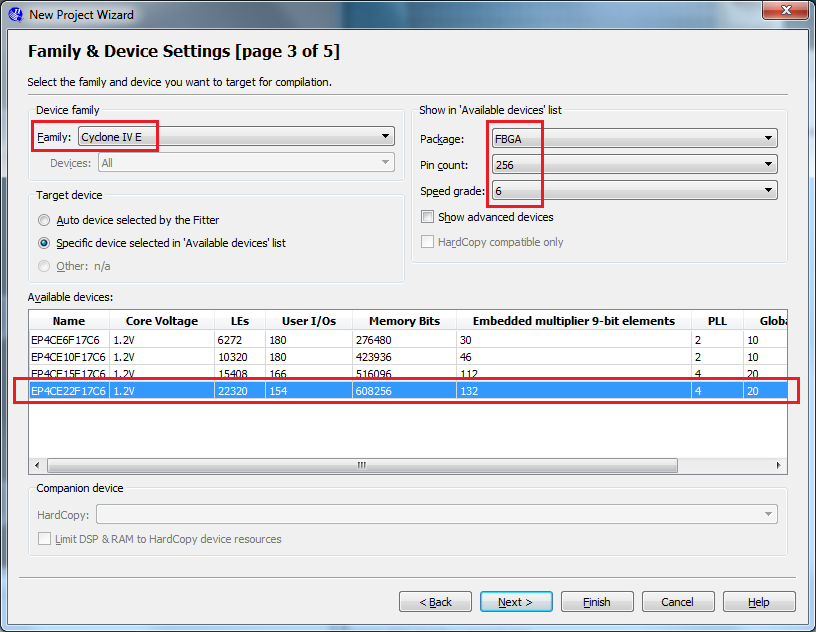 New Project Wizard
Family & Device Settings [page 3 of 5]
Select the family and device you want to target for compilation.
Device family
Family: Cyclone IV E
Devices: All
Show in 'Available devices' list
Package: FBGA
Pin count: 256
Speed grade: 6
Show advanced devices
HardCopy compatible only
Target device
Auto device selected by the Fitter
Specific device selected in 'Available devices' list
Other: n/a
Available devices:
Name Core Voltage LEs User I/Os Memory Bits Embedded multiplier 9-bit elements PLL Globa
EP4CE6F17C6 1.2V 6272 180 276480 30 2 10
EP4CE10F17C6 1.2V 10320 180 423936 46 2 10
EP4CE15F17C6 1.2V 15408 166 516096 112 4 20
EP4CE22F17C6 1.2V 22320 154 608256 132 4 20
Companion device
HardCopy:
Limit DSP & RAM to HardCopy device resources
< Back Next > Finish Cancel Help